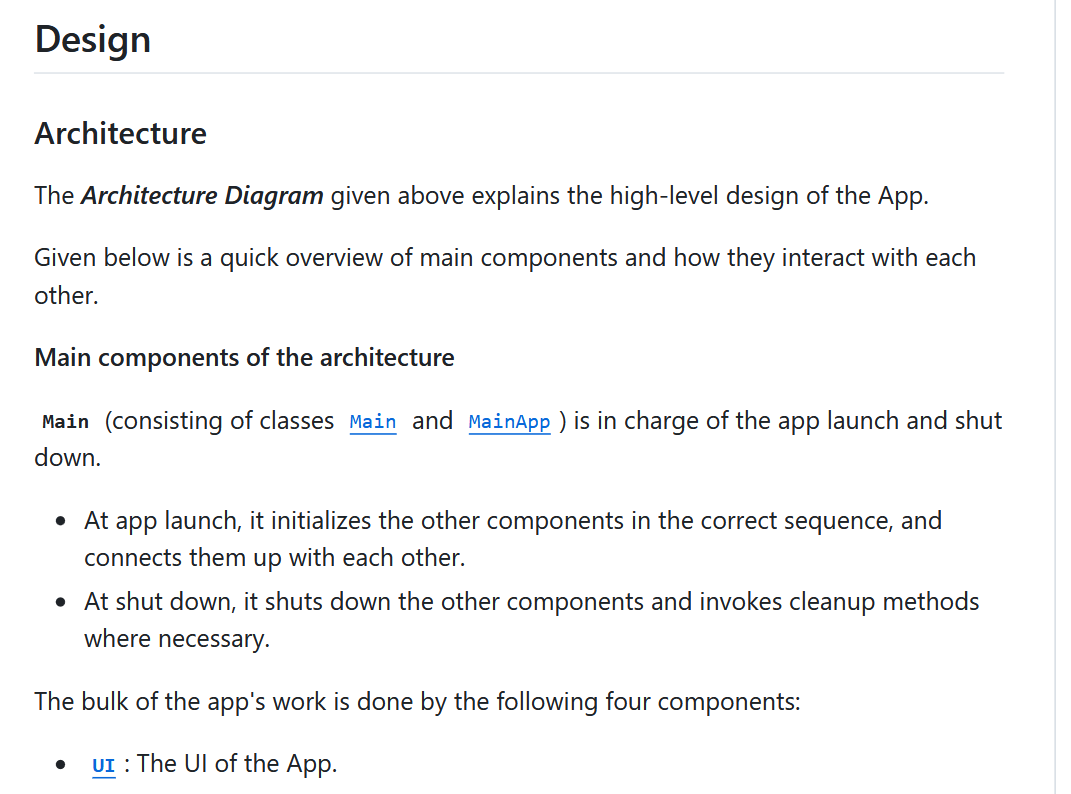 Design
Architecture
The Architecture Diagram given above explains the high-level design of the App.
Given below is a quick overview of main components and how they interact with each
other.
Main components of the architecture
Main (consisting of classes Main and MainApp ) is in charge of the app launch and shut
down.
• At app launch, it initializes the other components in the correct sequence, and
connects them up with each other.
• At shut down, it shuts down the other components and invokes cleanup methods
where necessary.
The bulk of the app's work is done by the following four components:
• UI : The UI of the App.